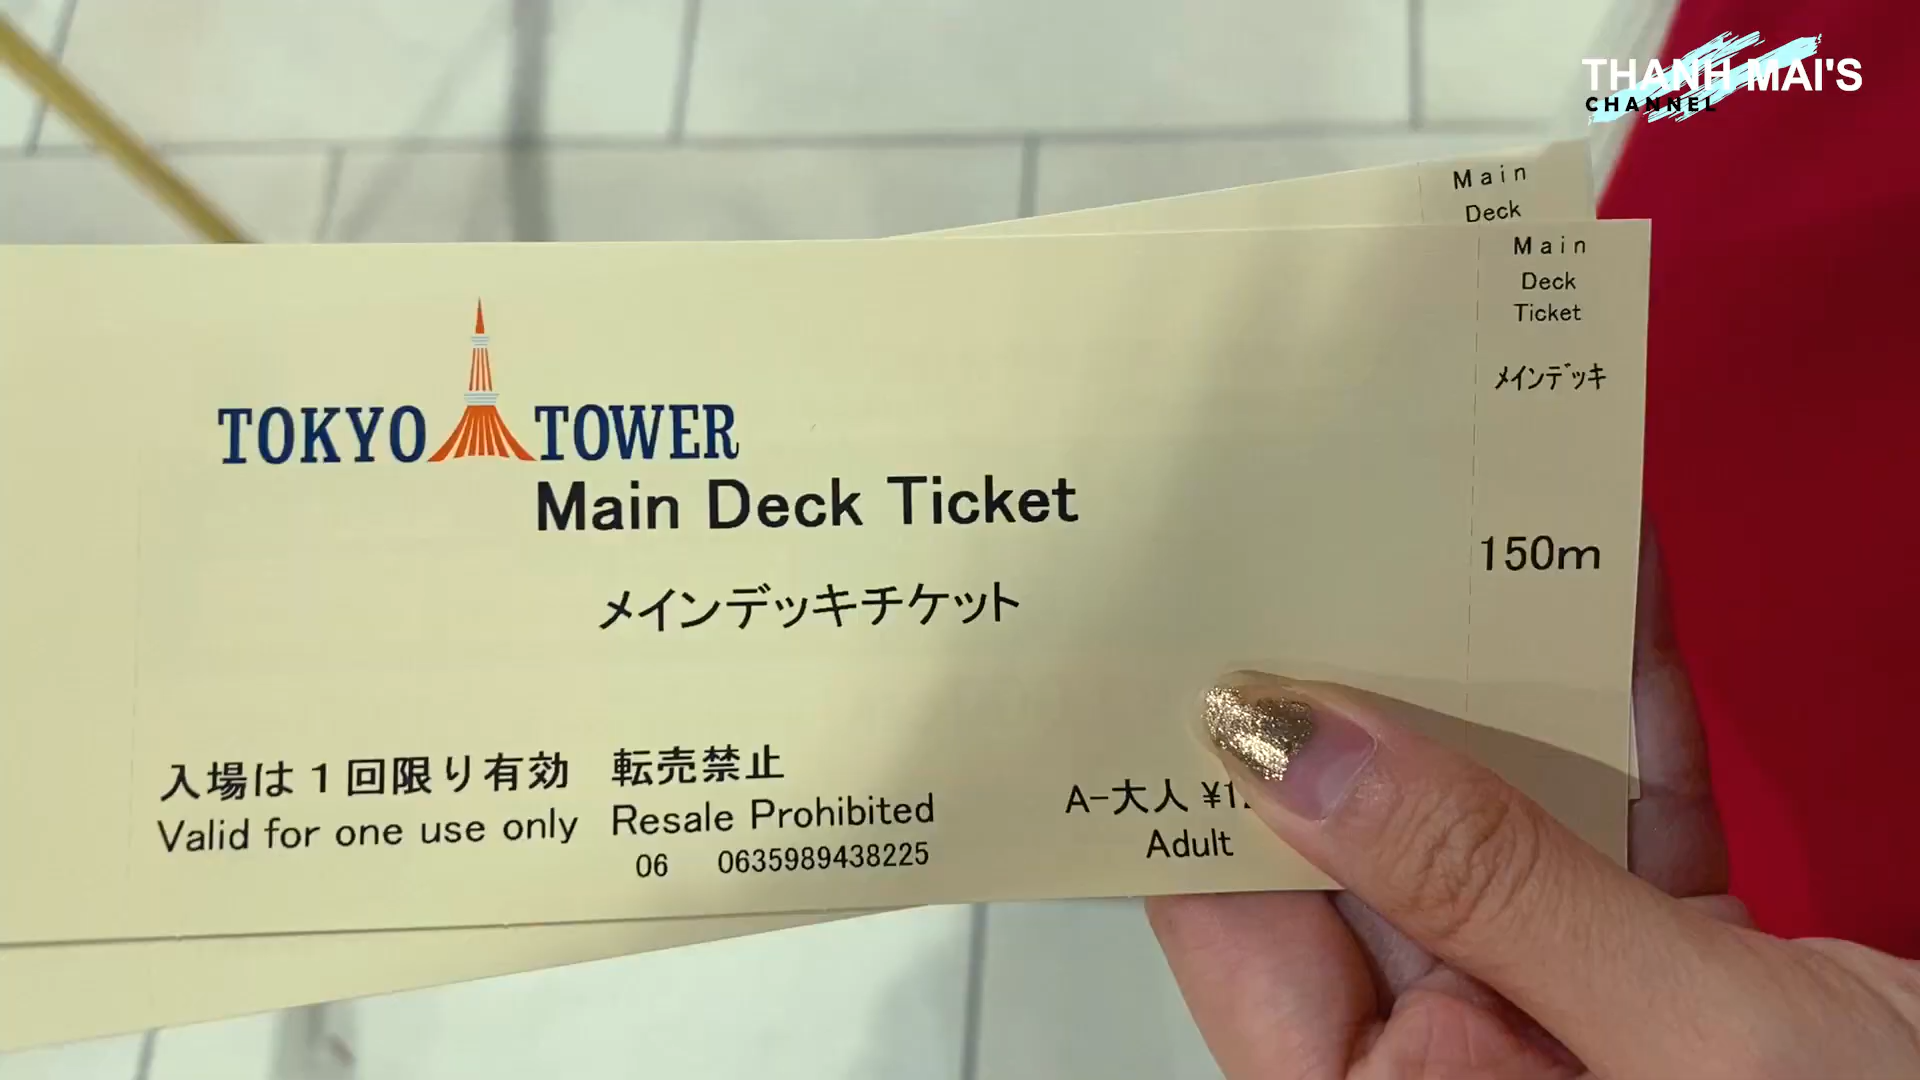 THANH MAI'S
CHANNEL
Main
Deck
Main
Deck
Ticket
メインデッキ
150m
TOKYO TOWER
Main Deck Ticket
メインデッキチケット
入場は1回限り有効 転売禁止
Valid for one use only Resale Prohibited
06 0635989438225
A-大人
Adult